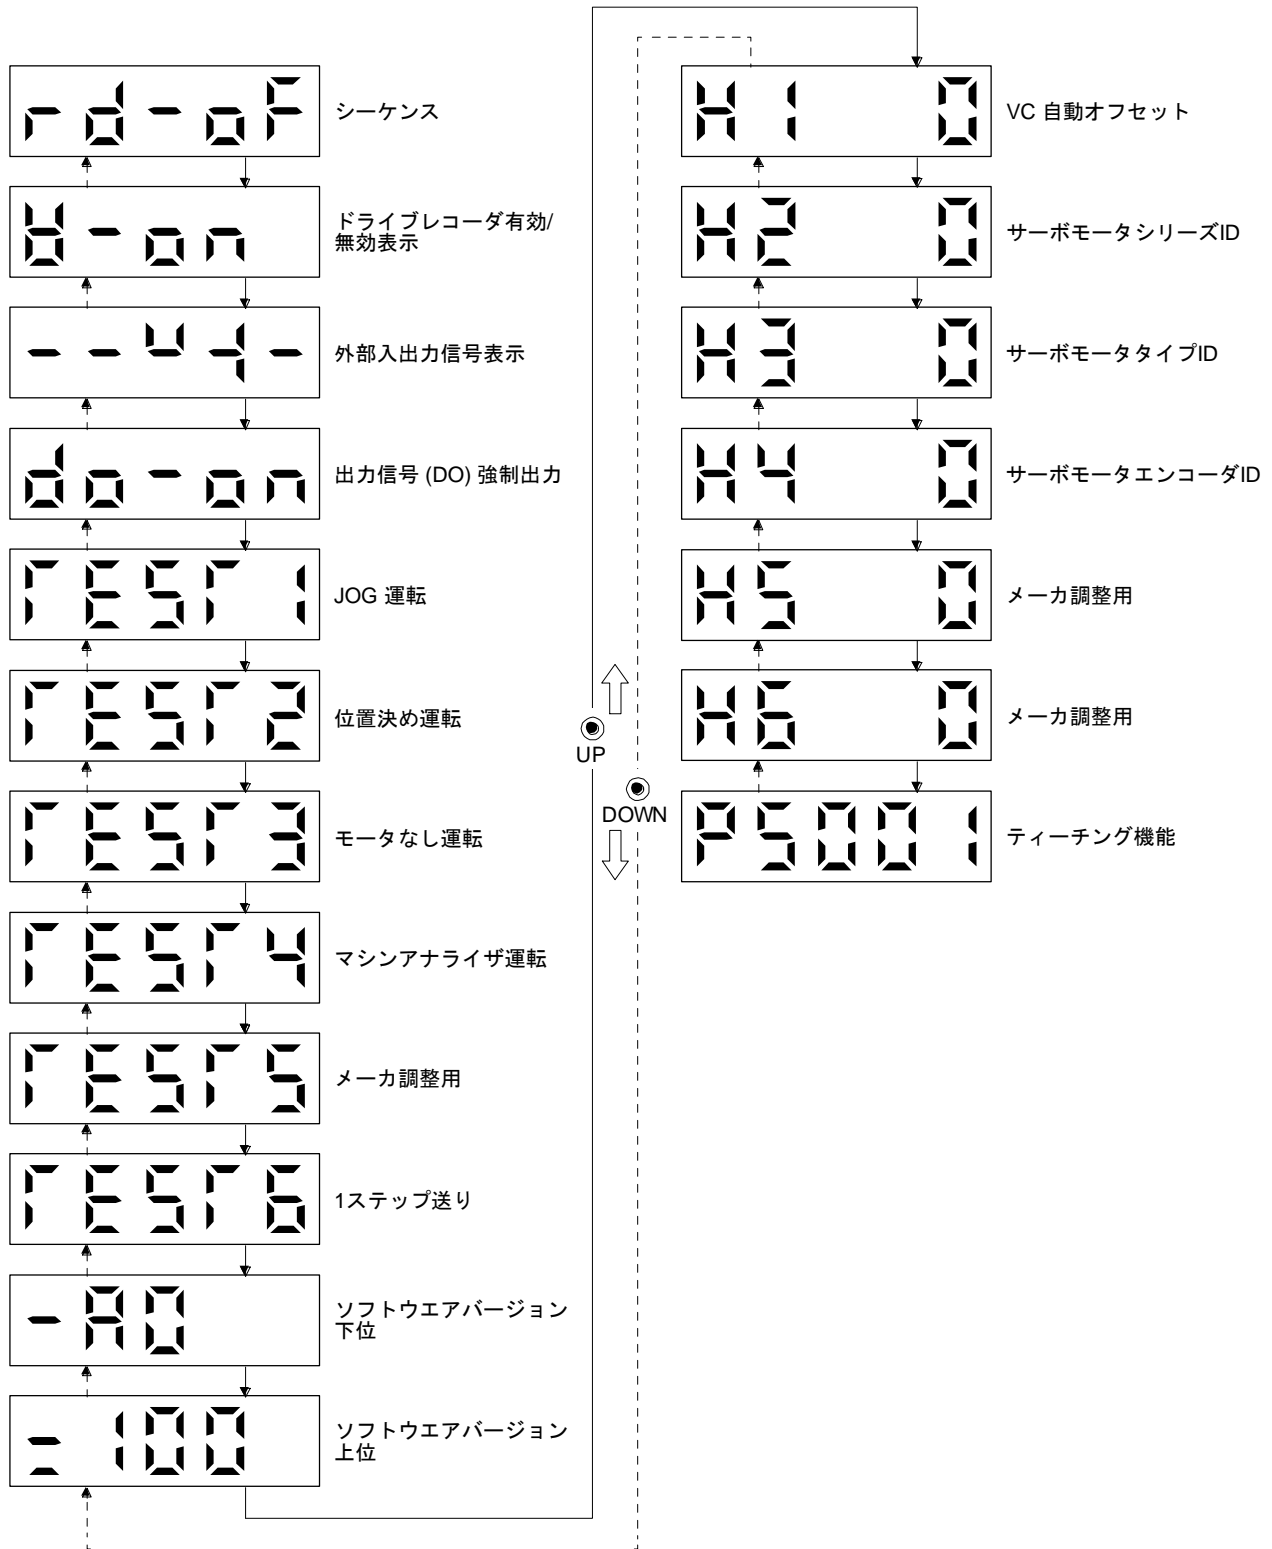 rd-oF
シーケンス
b-on
ドライブレコーダ有効/
無効表示
外部入出力信号表示
do-on
出力信号 (DO) 強制出力
TEST1
JOG 運転
TEST2
位置決め運転
TEST3
モータなし運転
TEST4
マシンアナライザ運転
TEST5
メーカ調整用
TEST6
1ステップ送り
-A0
ソフトウエアバージョン
下位
= 100
ソフトウエアバージョン
上位
UP
DOWN
H1 0
VC 自動オフセット
H2 0
サーボモータシリーズID
H3 0
サーボモータタイプID
H4 0
サーボモータエンコーダID
H5 0
メーカ調整用
H6 0
メーカ調整用
PS001
ティーチング機能